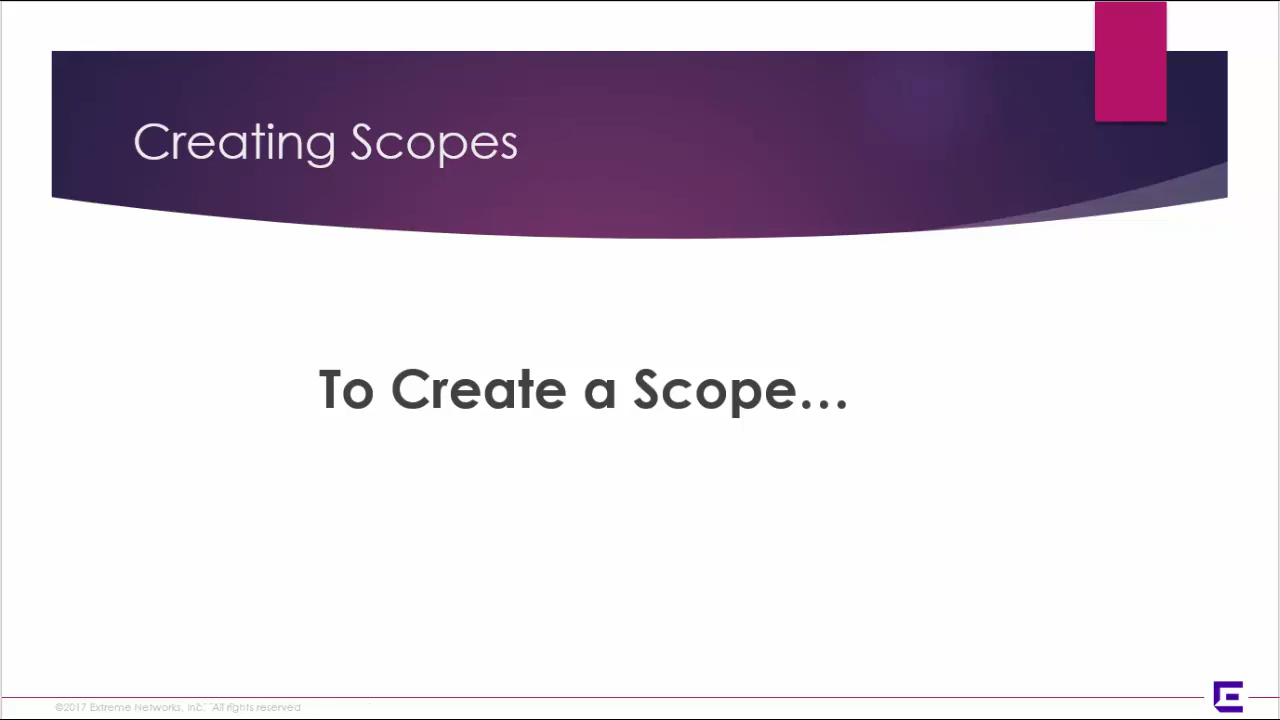 Creating Scopes
To Create a Scope...
©2017 Extreme Networks, Inc. All rights reserved